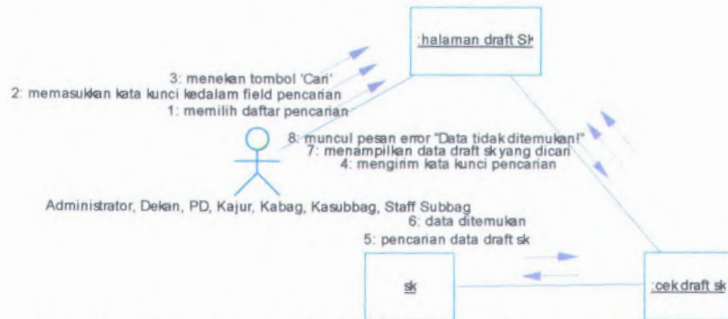 :halaman draft SK
3: menekan tombol 'Cari'
2: memasukkan kata kunci kedalam field pencarian
1: memilih daftar pencarian
8: muncul pesan error "Data tidak ditemukan!"
7: menampilkan data draft sk yang dicari
4: mengirim kata kunci pencarian
Administrator, Dekan, PD, Kajur, Kabag, Kasubbag, Staff Subbag
6: data ditemukan
5: pencarian data draft sk
sk
:cek draft sk